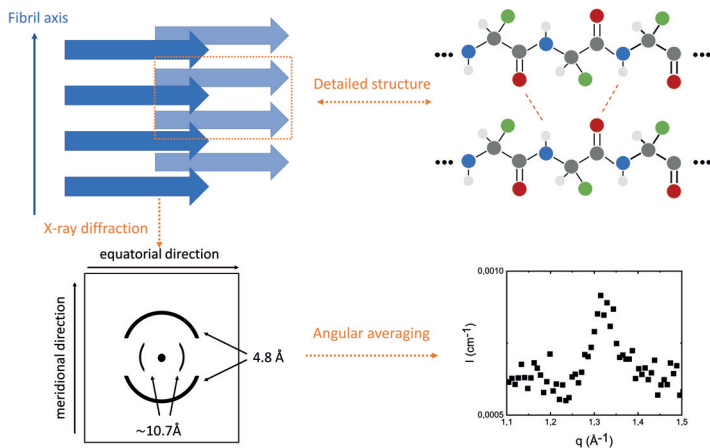 Fibril axis
Detailed structure
•••
•••
•••
•••
X-ray diffraction
equatorial direction
meridional direction
4.8 Å
~10.7Å
Angular averaging
0,0010
I (cm⁻¹)
0,0005
1,1 1,2 1,3 1,4 1,5
q (Å⁻¹)